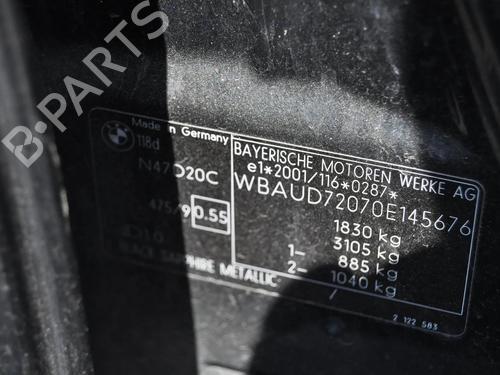 B-PARTS
Made in Germany
118d
N47D20C
475/9 0.55
SAPPHIRE METALLIC
BAYERISCHE MOTOREN WERKE AG
e1*2001/116*0287*
WBAUD72070E145676
1830 kg
1- 3105 kg
2- 885 kg
1040 kg
/
2 122 583